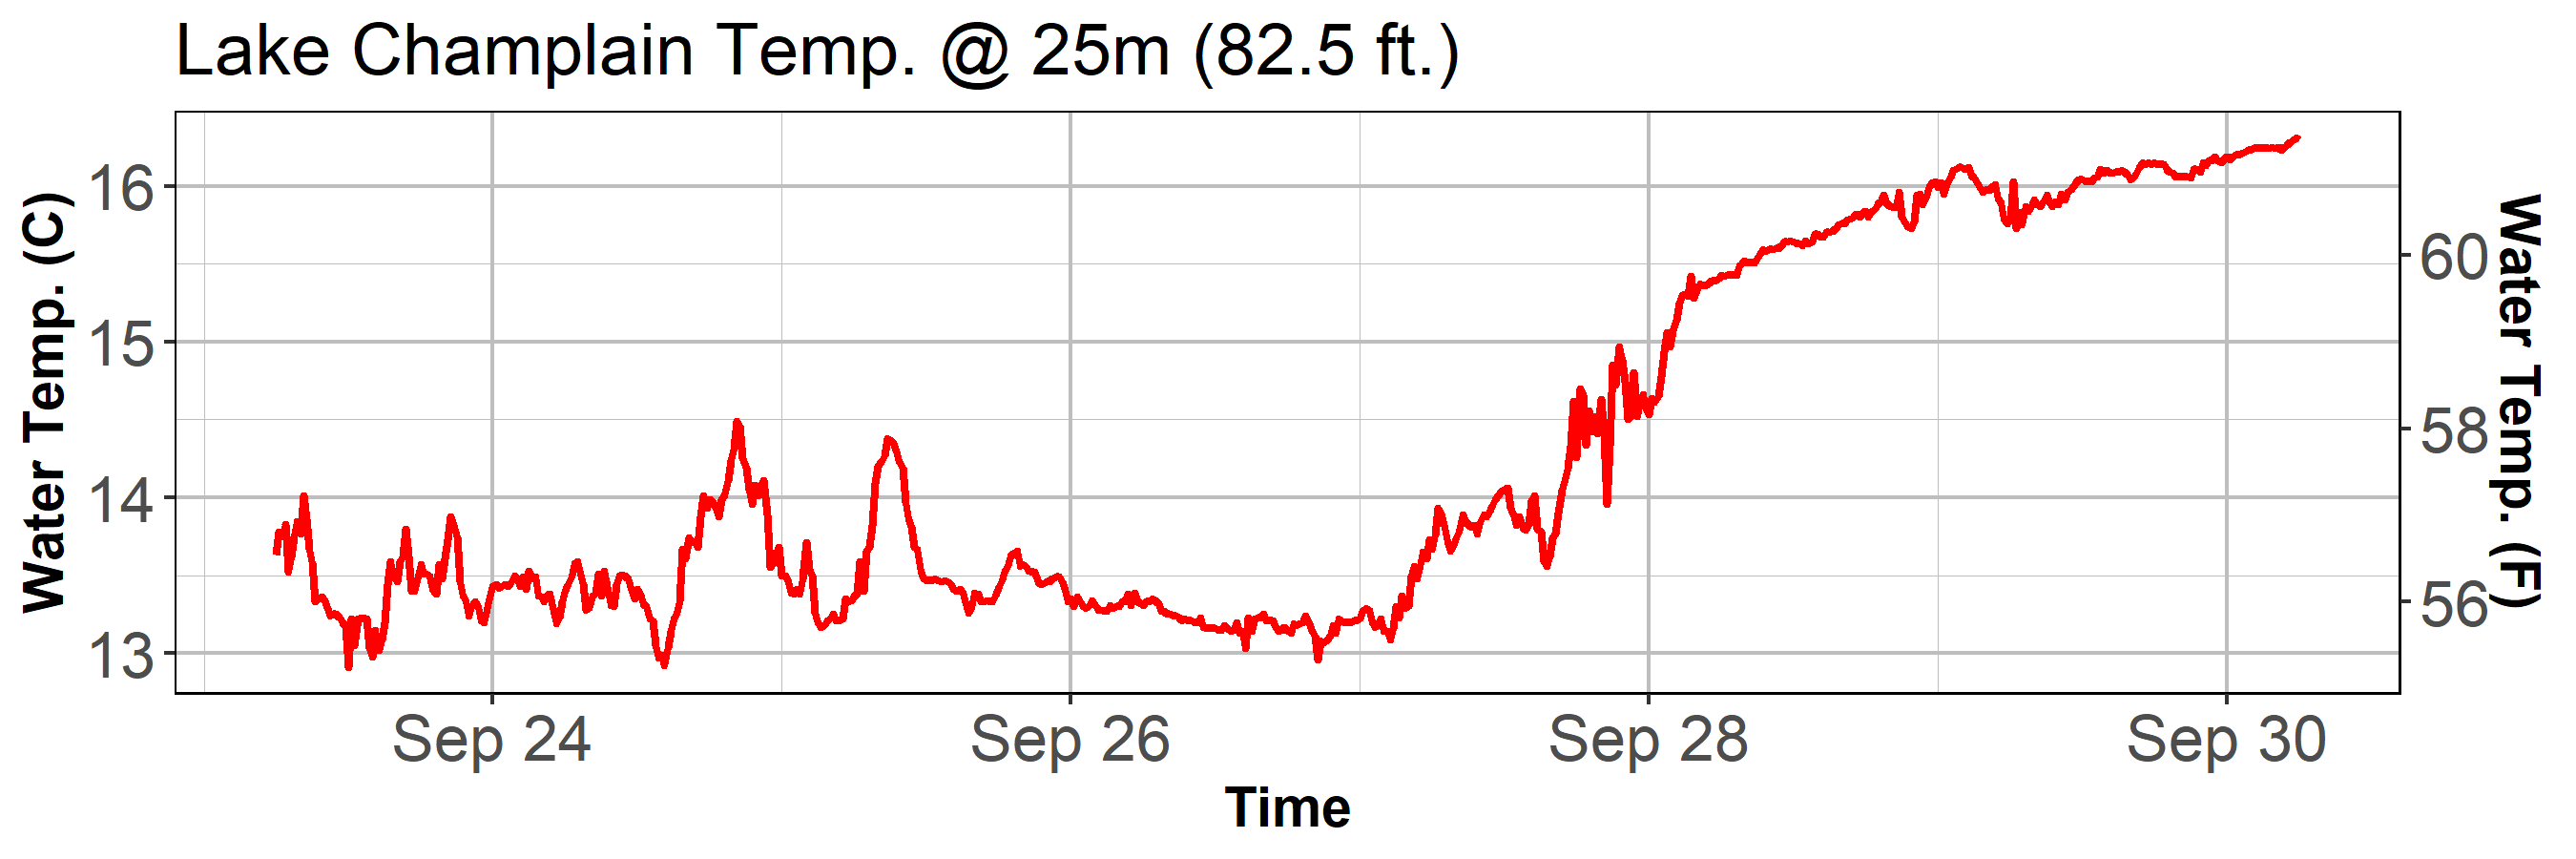 Lake Champlain Temp. @ 25m (82.5 ft.)
Water Temp. (C)
16
15
14
13
60
58
56
Water Temp. (F)
Sep 24
Sep 26
Sep 28
Sep 30
Time